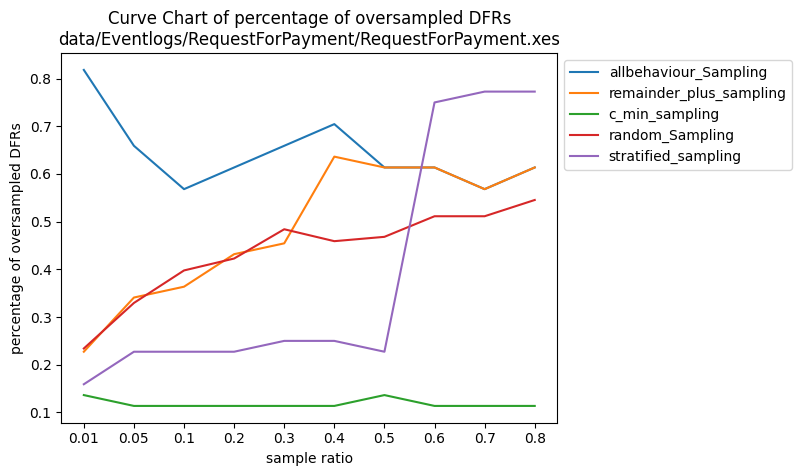 Curve Chart of percentage of oversampled DFRs
data/Eventlogs/RequestForPayment/RequestForPayment.xes
percentage of oversampled DFRs
0.8
0.7
0.6
0.5
0.4
0.3
0.2
0.1
0.01 0.05 0.1 0.2 0.3 0.4 0.5 0.6 0.7 0.8
sample ratio
allbehaviour_Sampling
remainder_plus_sampling
c_min_sampling
random_Sampling
stratified_sampling